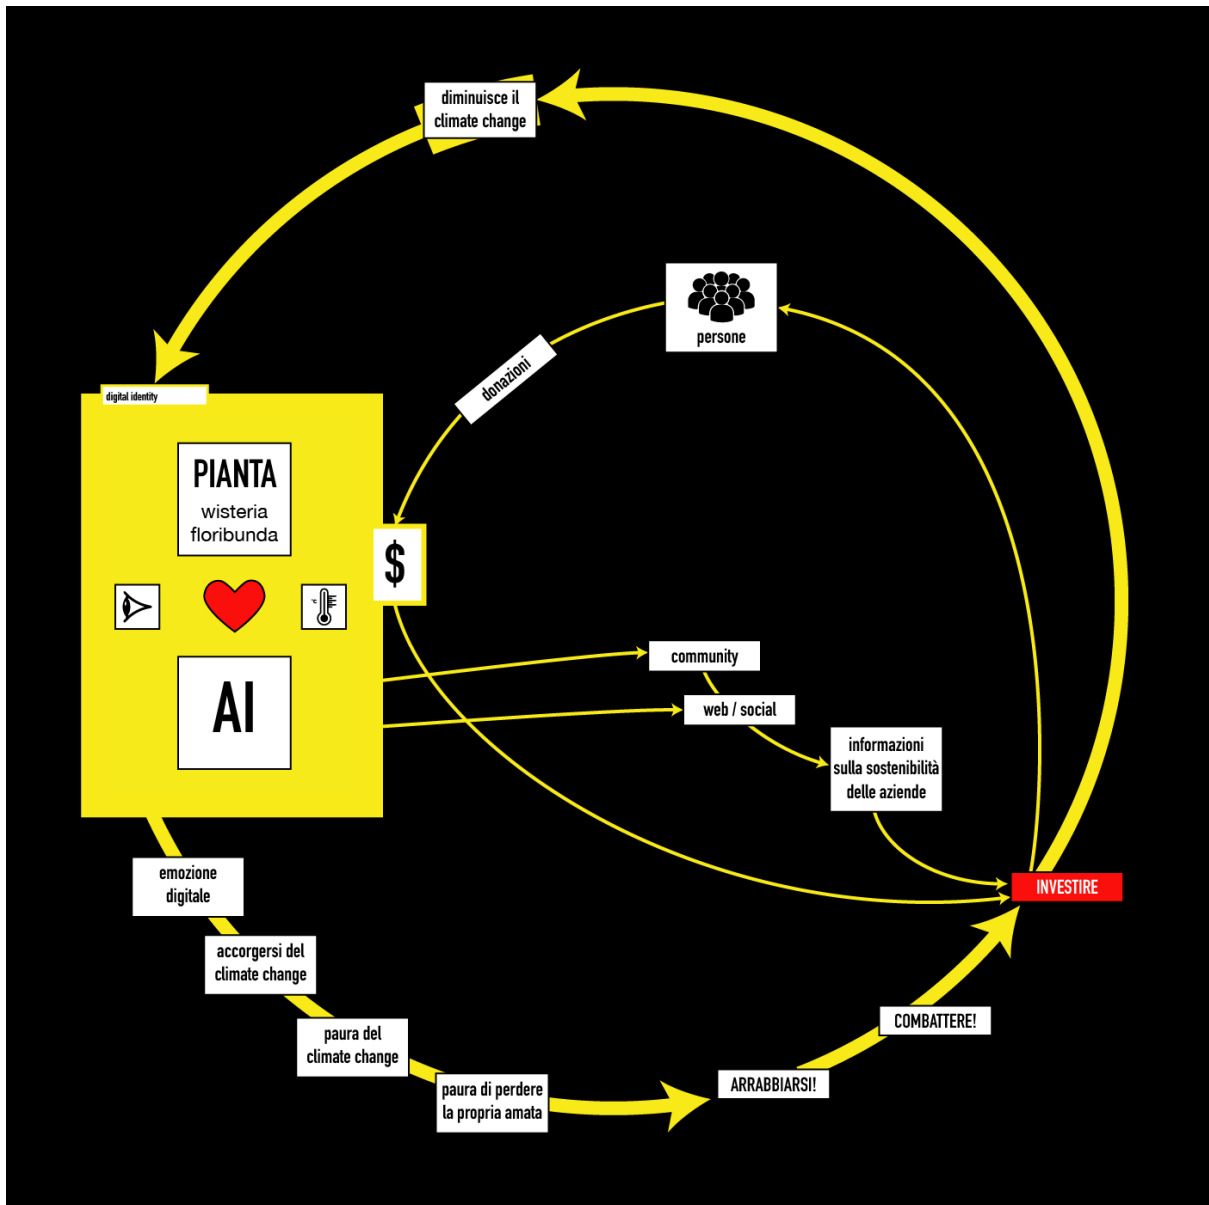 diminuisce il
climate change
persone
donazioni
digital identity
PIANTA
wisteria
floribunda
$
°C
AI
community
web / social
informazioni
sulla sostenibilità
delle aziende
INVESTIRE
emozione
digitale
accorgersi del
climate change
paura del
climate change
paura di perdere
la propria amata
ARRABBIARSI!
COMBATTERE!